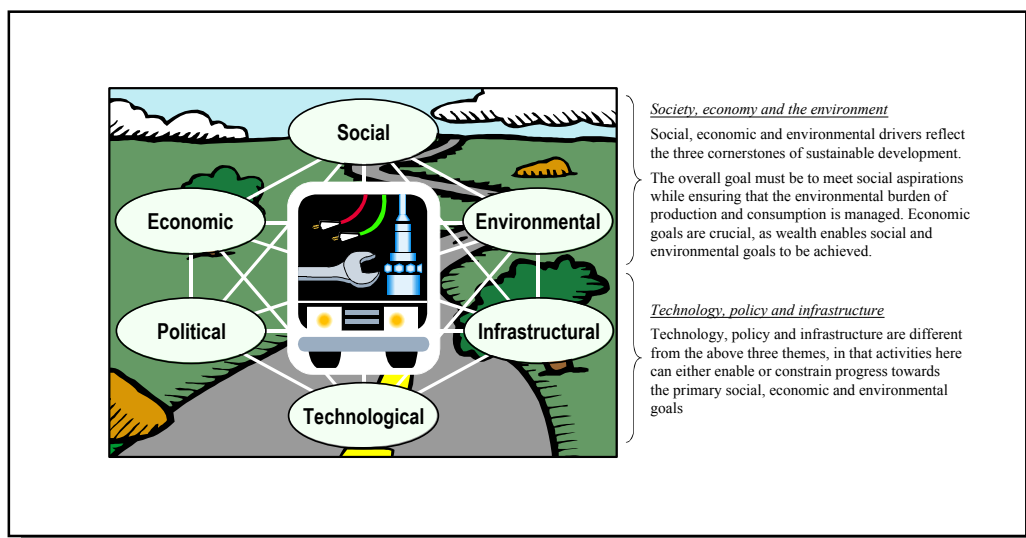 Social
Economic
Environmental
Political
Infrastructural
Technological
Society, economy and the environment
Social, economic and environmental drivers reflect
the three cornerstones of sustainable development.
The overall goal must be to meet social aspirations
while ensuring that the environmental burden of
production and consumption is managed. Economic
goals are crucial, as wealth enables social and
environmental goals to be achieved.
Technology, policy and infrastructure
Technology, policy and infrastructure are different
from the above three themes, in that activities here
can either enable or constrain progress towards
the primary social, economic and environmental
goals